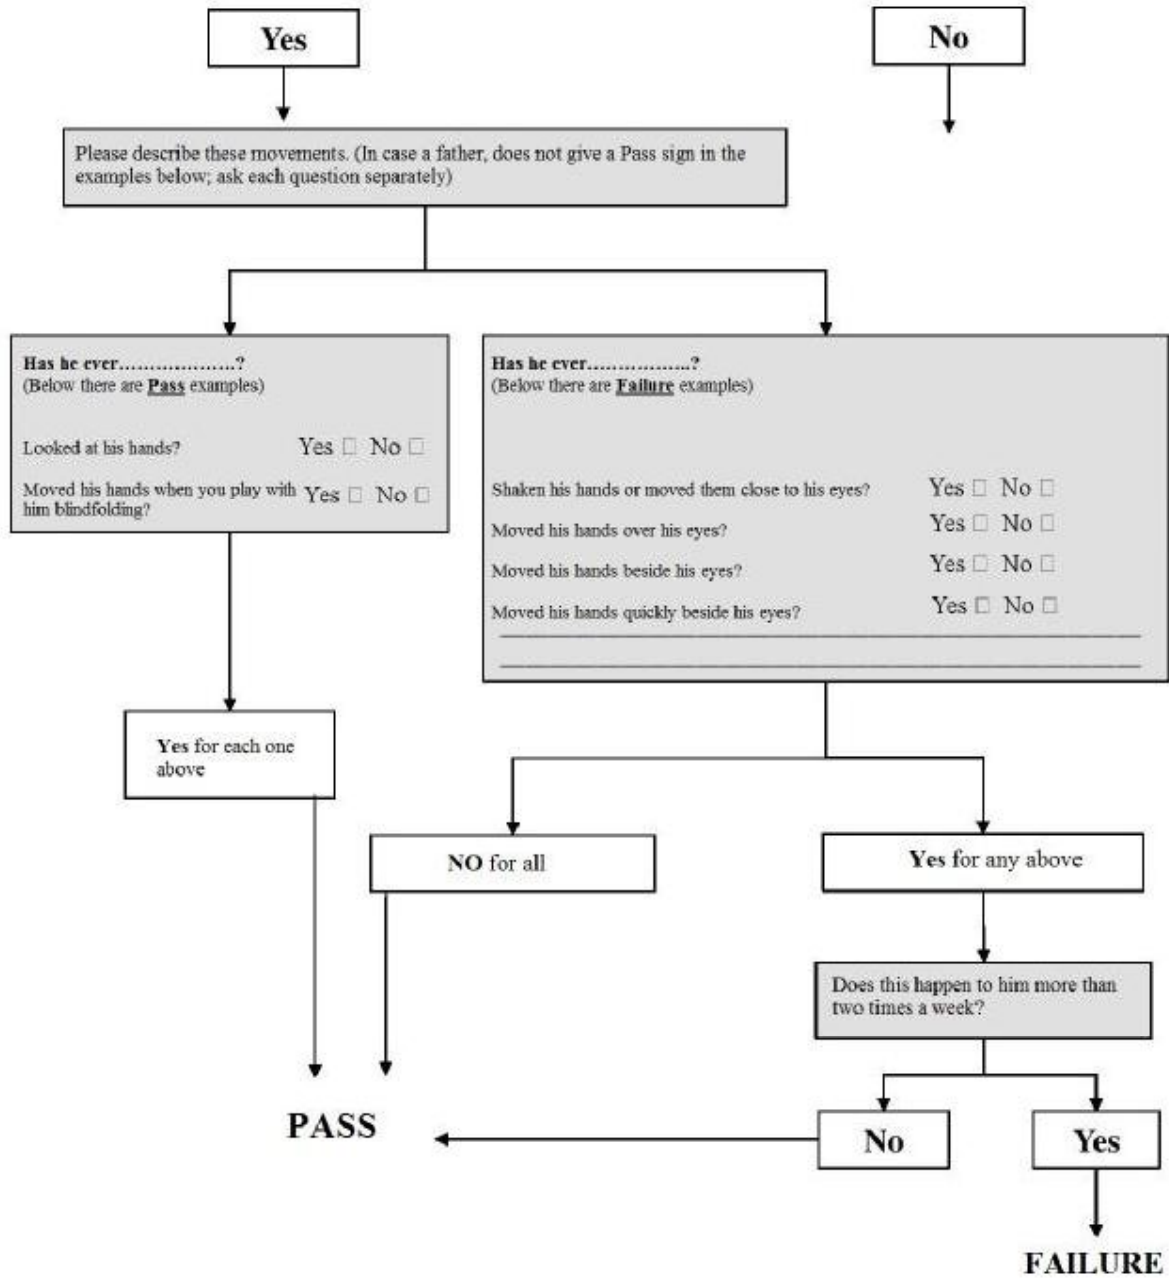 Yes
No
Please describe these movements. (In case a father, does not give a Pass sign in the
examples below; ask each question separately)
Has he ever...................?
(Below there are Pass examples)
Looked at his hands? Yes □ No □
Moved his hands when you play with Yes □ No □
him blindfolding?
Has he ever..................?
(Below there are Failure examples)
Shaken his hands or moved them close to his eyes? Yes □ No □
Moved his hands over his eyes? Yes □ No □
Moved his hands beside his eyes? Yes □ No □
Moved his hands quickly beside his eyes? Yes □ No □
Yes for each one
above
NO for all
Yes for any above
Does this happen to him more than
two times a week?
PASS
No
Yes
FAILURE